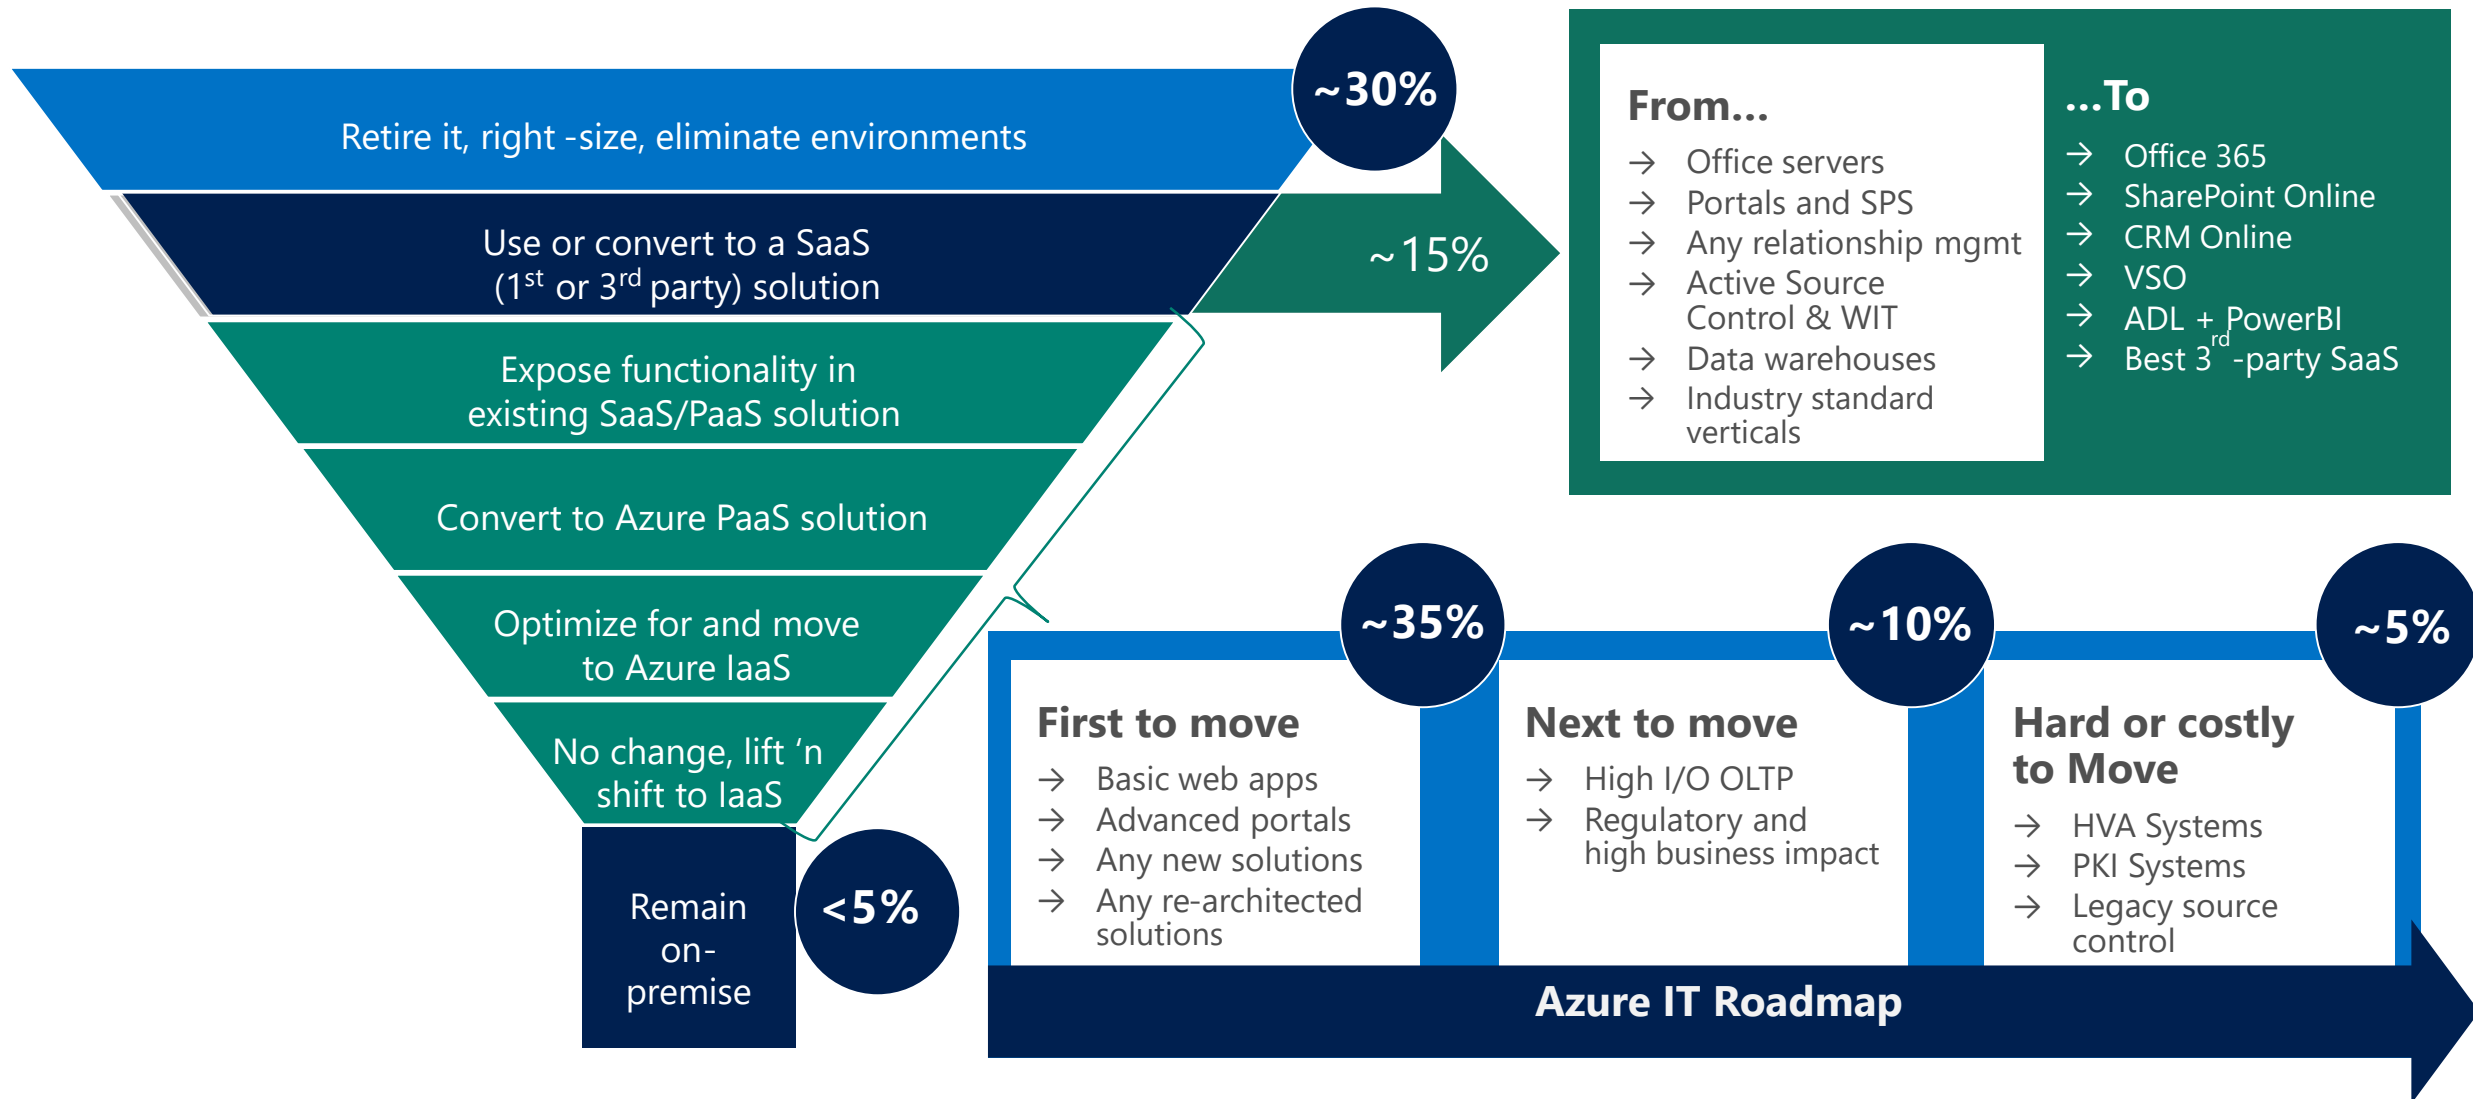 ~30%
Retire it, right -size, eliminate environments
Use or convert to a SaaS
(1st or 3rd party) solution
~15%
Expose functionality in
existing SaaS/PaaS solution
Convert to Azure PaaS solution
Optimize for and move
to Azure IaaS
No change, lift ‘n
shift to IaaS
Remain
on-
premise
<5%
From...
→ Office servers
→ Portals and SPS
→ Any relationship mgmt
→ Active Source
Control & WIT
→ Data warehouses
→ Industry standard
verticals
...To
→ Office 365
→ SharePoint Online
→ CRM Online
→ VSO
→ ADL + PowerBI
→ Best 3rd-party SaaS
~35%
First to move
→ Basic web apps
→ Advanced portals
→ Any new solutions
→ Any re-architected
solutions
~10%
Next to move
→ High I/O OLTP
→ Regulatory and
high business impact
~5%
Hard or costly
to Move
→ HVA Systems
→ PKI Systems
→ Legacy source
control
Azure IT Roadmap